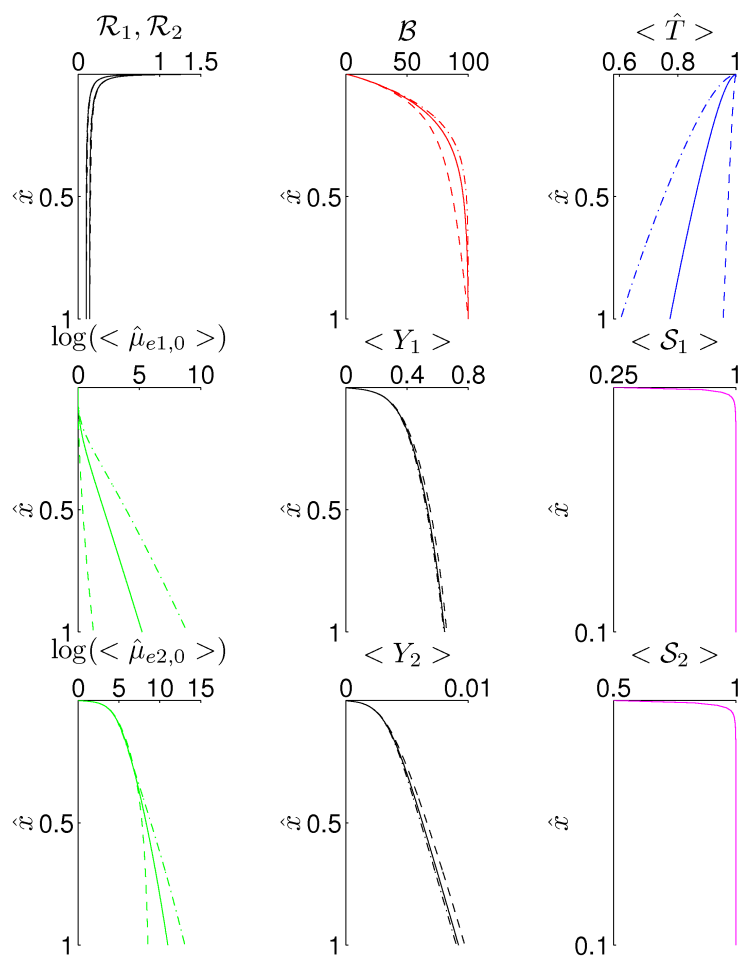 R₁, R₂
0 1 1.5
x̂
0.5
1
B
0 50 100
< T̂ >
0.6 0.8 1
x̂
0.5
log(< μ̂ₑ₁,₀ >)
0 5 10
x̂
0.5
1
< Y₁ >
0 0.4 0.8
x̂
0.5
1
< S₁ >
0.25 1
x̂
0.1
log(< μ̂ₑ₂,₀ >)
0 5 10 15
x̂
0.5
1
< Y₂ >
0 0.01
x̂
0.5
1
< S₂ >
0.5 1
x̂
0.1
x̂
0.5
1
1